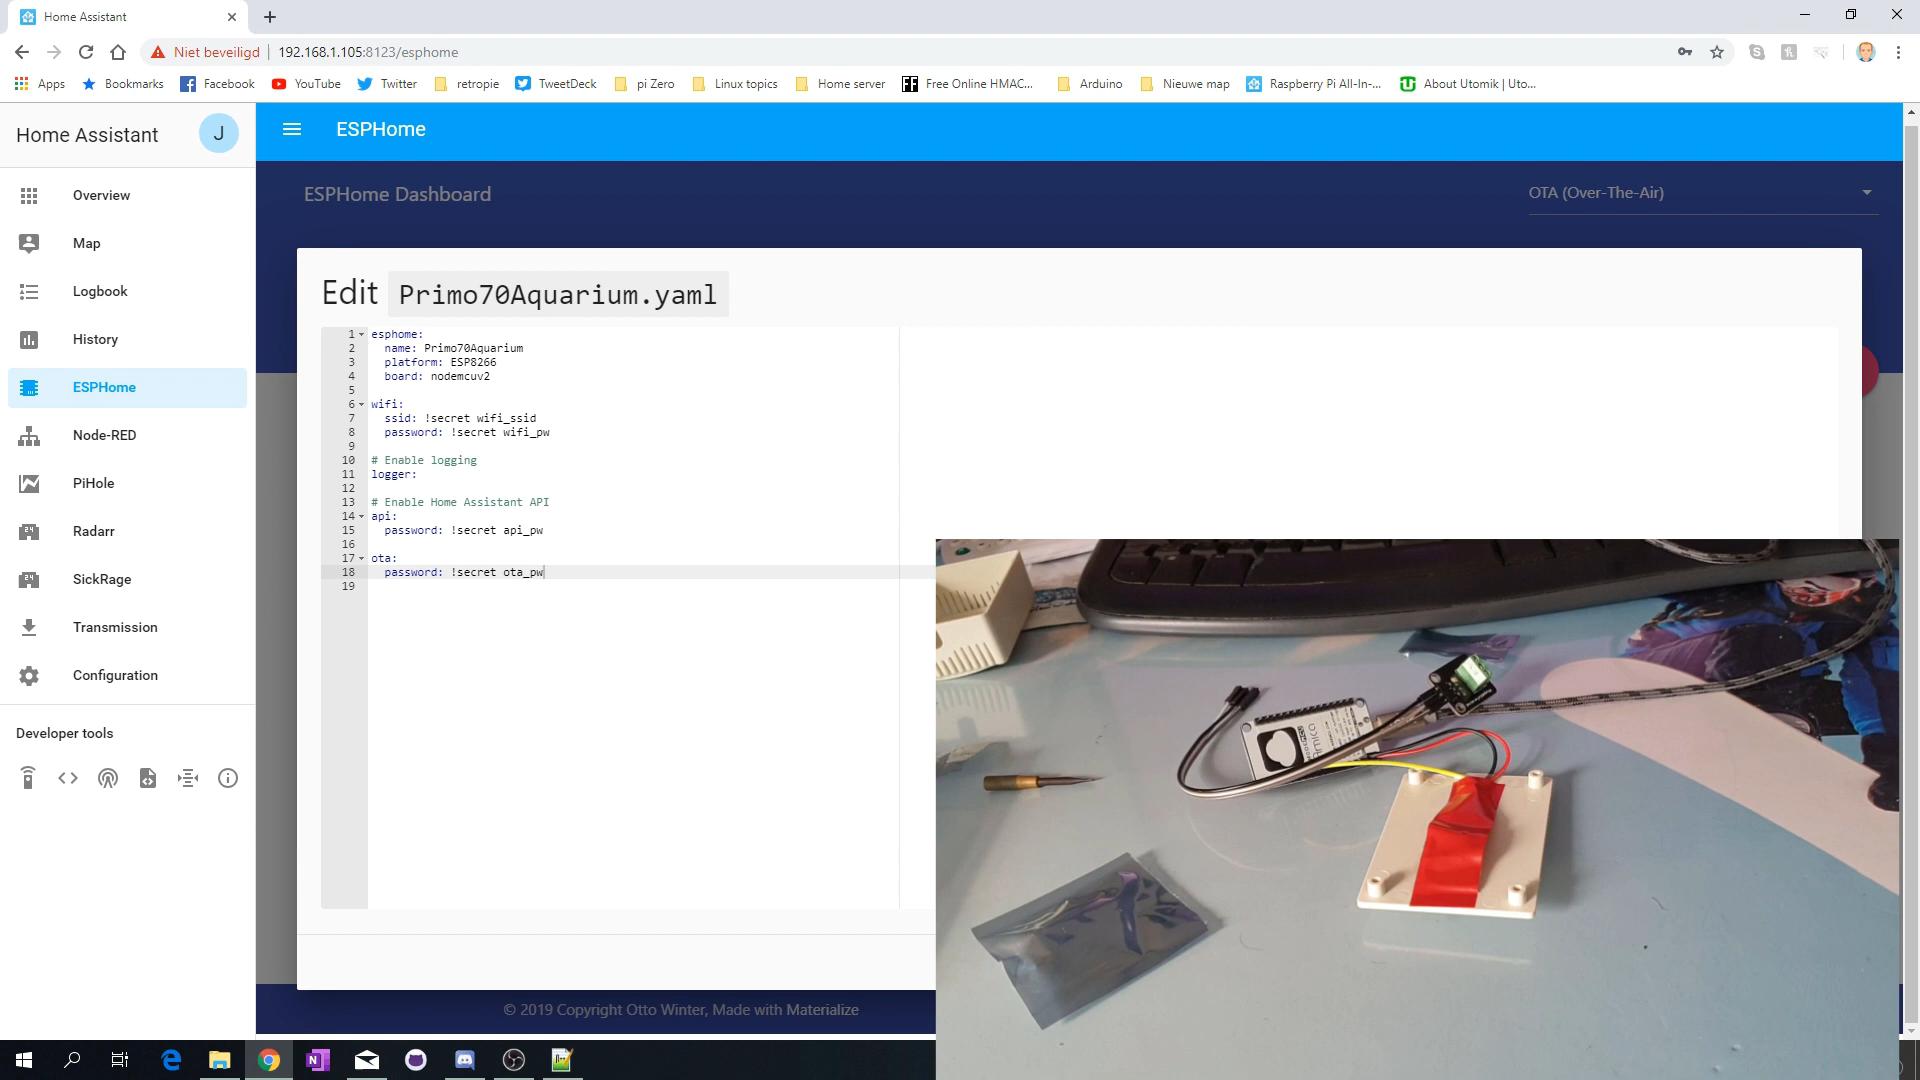 Home Assistant
Niet beveiligd 192.168.1.105:8123/esphome
Apps Bookmarks Facebook YouTube Twitter retropie TweetDeck pi Zero Linux topics Home server Free Online HMAC... Arduino Nieuwe map Raspberry Pi All-In-... About Utomik | Uto...
Home Assistant J
ESPHome
Overview
Map
Logbook
History
ESPHome
Node-RED
PiHole
Radarr
SickRage
Transmission
Configuration
Developer tools
ESPHome Dashboard
OTA (Over-The-Air)
Edit Primo70Aquarium.yaml
1 esphome:
2 name: Primo70Aquarium
3 platform: ESP8266
4 board: nodemcuv2
5
6 wifi:
7 ssid: !secret wifi_ssid
8 password: !secret wifi_pw
9
10 # Enable logging
11 logger:
12
13 # Enable Home Assistant API
14 api:
15 password: !secret api_pw
16
17 ota:
18 password: !secret ota_pw
19
© 2019 Copyright Otto Winter, Made with Materialize